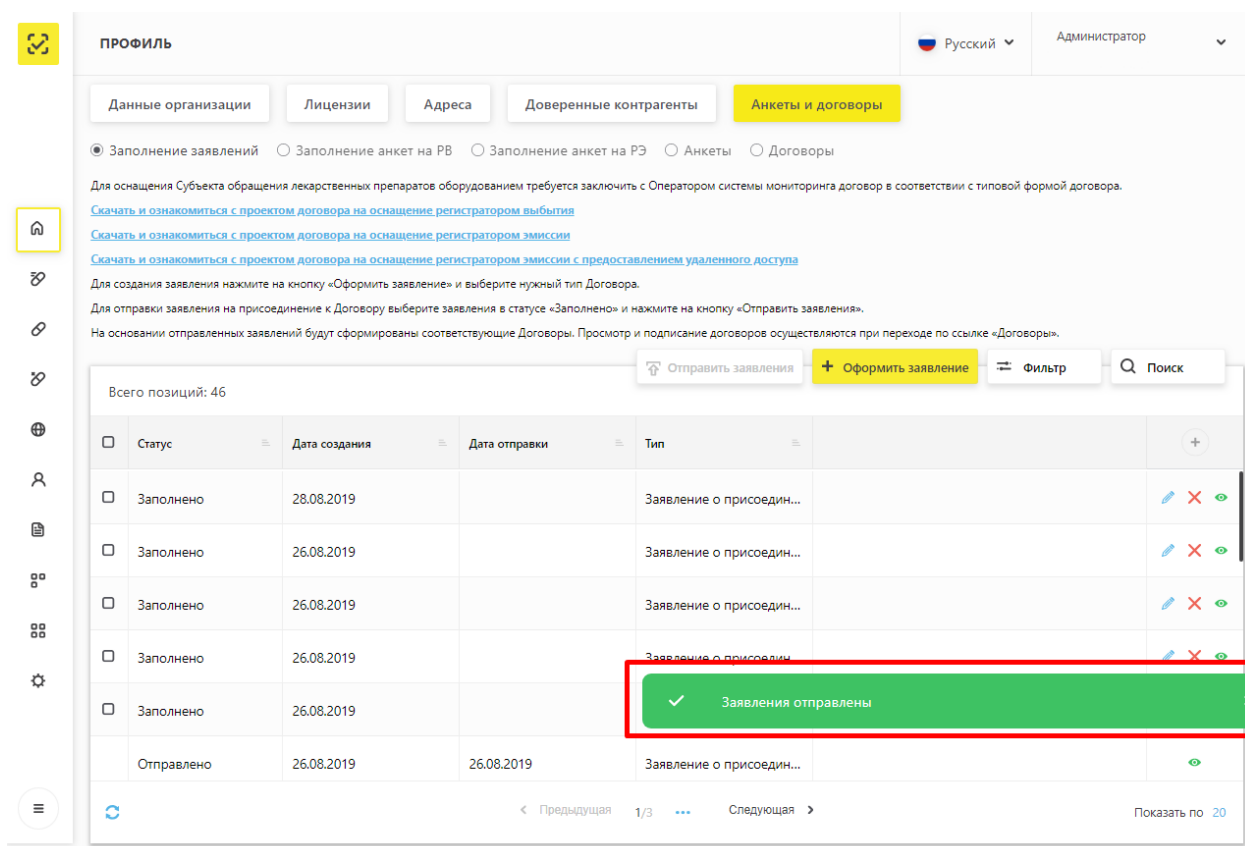 ПРОФИЛЬ
Русский
Администратор
Данные организации
Лицензии
Адреса
Доверенные контрагенты
Анкеты и договоры
Заполнение заявлений
Заполнение анкет на РВ
Заполнение анкет на РЭ
Анкеты
Договоры
Для оснащения Субъекта обращения лекарственных препаратов оборудованием требуется заключить с Оператором системы мониторинга договор в соответствии с типовой формой договора.
Скачать и ознакомиться с проектом договора на оснащение регистратором выбытия
Скачать и ознакомиться с проектом договора на оснащение регистратором эмиссии
Скачать и ознакомиться с проектом договора на оснащение регистратором эмиссии с предоставлением удаленного доступа
Для создания заявления нажмите на кнопку «Оформить заявление» и выберите нужный тип Договора.
Для отправки заявления на присоединение к Договору выберите заявления в статусе «Заполнено» и нажмите на кнопку «Отправить заявления».
На основании отправленных заявлений будут сформированы соответствующие Договоры. Просмотр и подписание договоров осуществляются при переходе по ссылке «Договоры».
Отправить заявления
+ Оформить заявление
Фильтр
Поиск
Всего позиций: 46
Статус
Дата создания
Дата отправки
Тип
Заполнено 28.08.2019 Заявление о присоедин...
Заполнено 26.08.2019 Заявление о присоедин...
Заполнено 26.08.2019 Заявление о присоедин...
Заполнено 26.08.2019 Заявление о присоедин...
Заполнено 26.08.2019
Заявления отправлены
Отправлено 26.08.2019 26.08.2019 Заявление о присоедин...
Предыдущая 1/3 ••• Следующая
Показать по 20